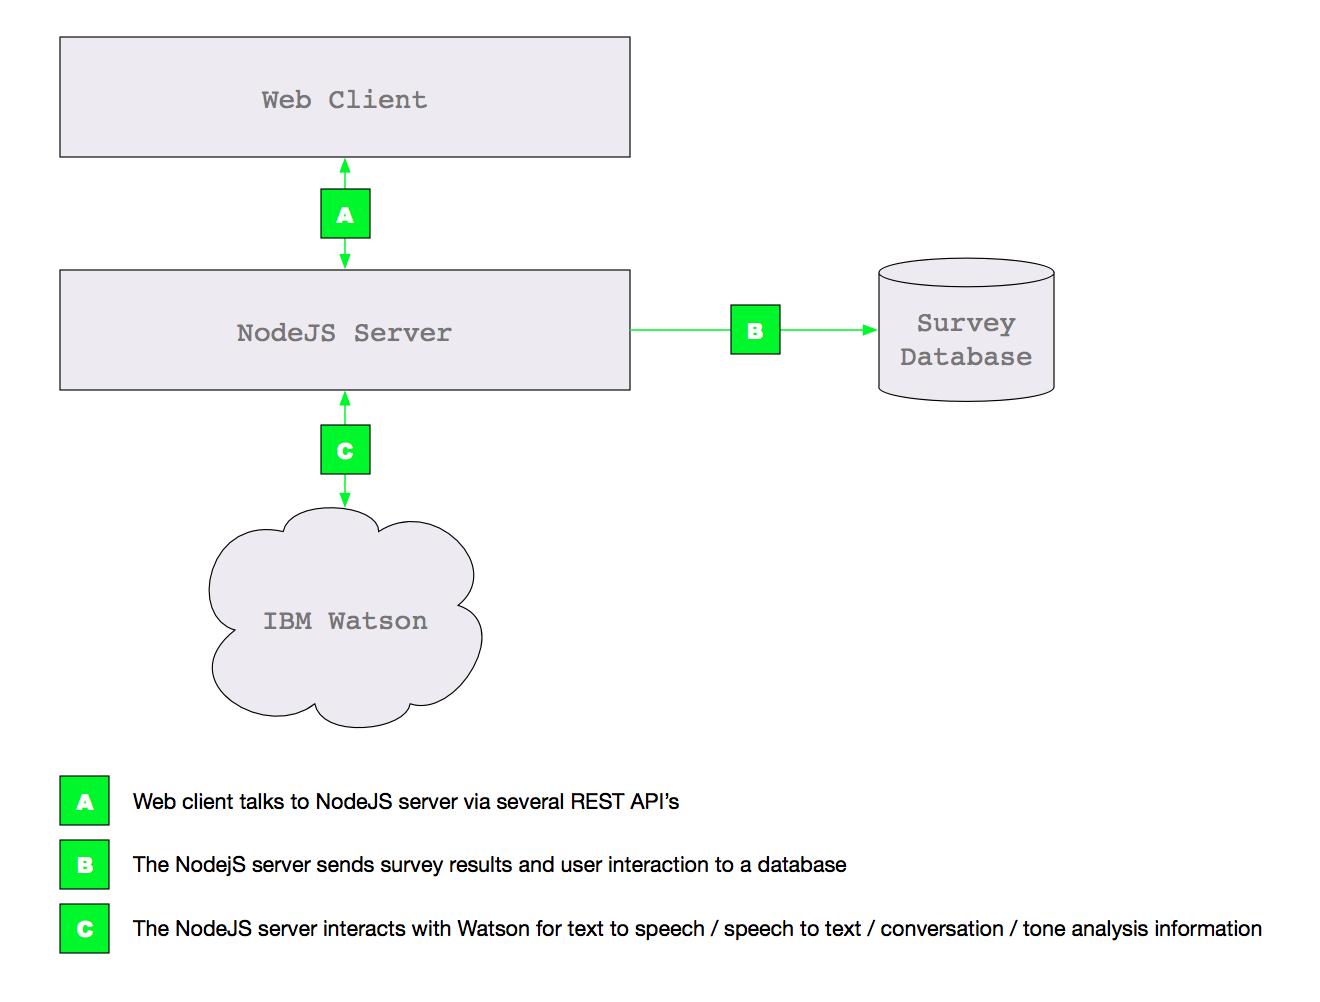 Web Client
A
NodeJS Server
B
Survey
Database
C
IBM Watson
A
Web client talks to NodeJS server via several REST API’s
B
The NodejS server sends survey results and user interaction to a database
C
The NodeJS server interacts with Watson for text to speech / speech to text / conversation / tone analysis information